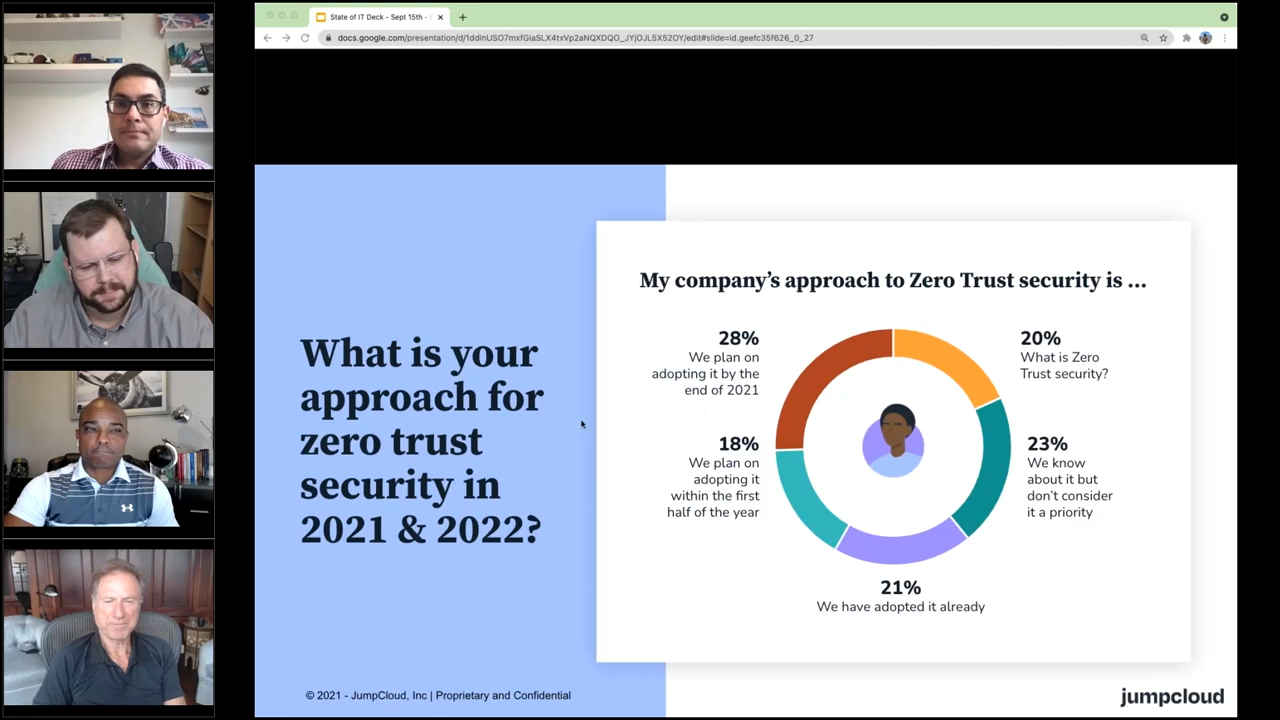 State of IT Deck - Sept 15th -
docs.google.com/presentation/d/1ddinUSO7mxfGiaSLX4txVp2aNQXDQO_JYjOJL5X52OY/edit#slide=id.geefc35f626_0_27
What is your
approach for
zero trust
security in
2021 & 2022?
My company's approach to Zero Trust security is ...
28%
We plan on
adopting it by the
end of 2021
20%
What is Zero
Trust security?
18%
We plan on
adopting it
within the first
half of the year
23%
We know
about it but
don't consider
it a priority
21%
We have adopted it already
© 2021 - JumpCloud, Inc | Proprietary and Confidential
jumpcloud